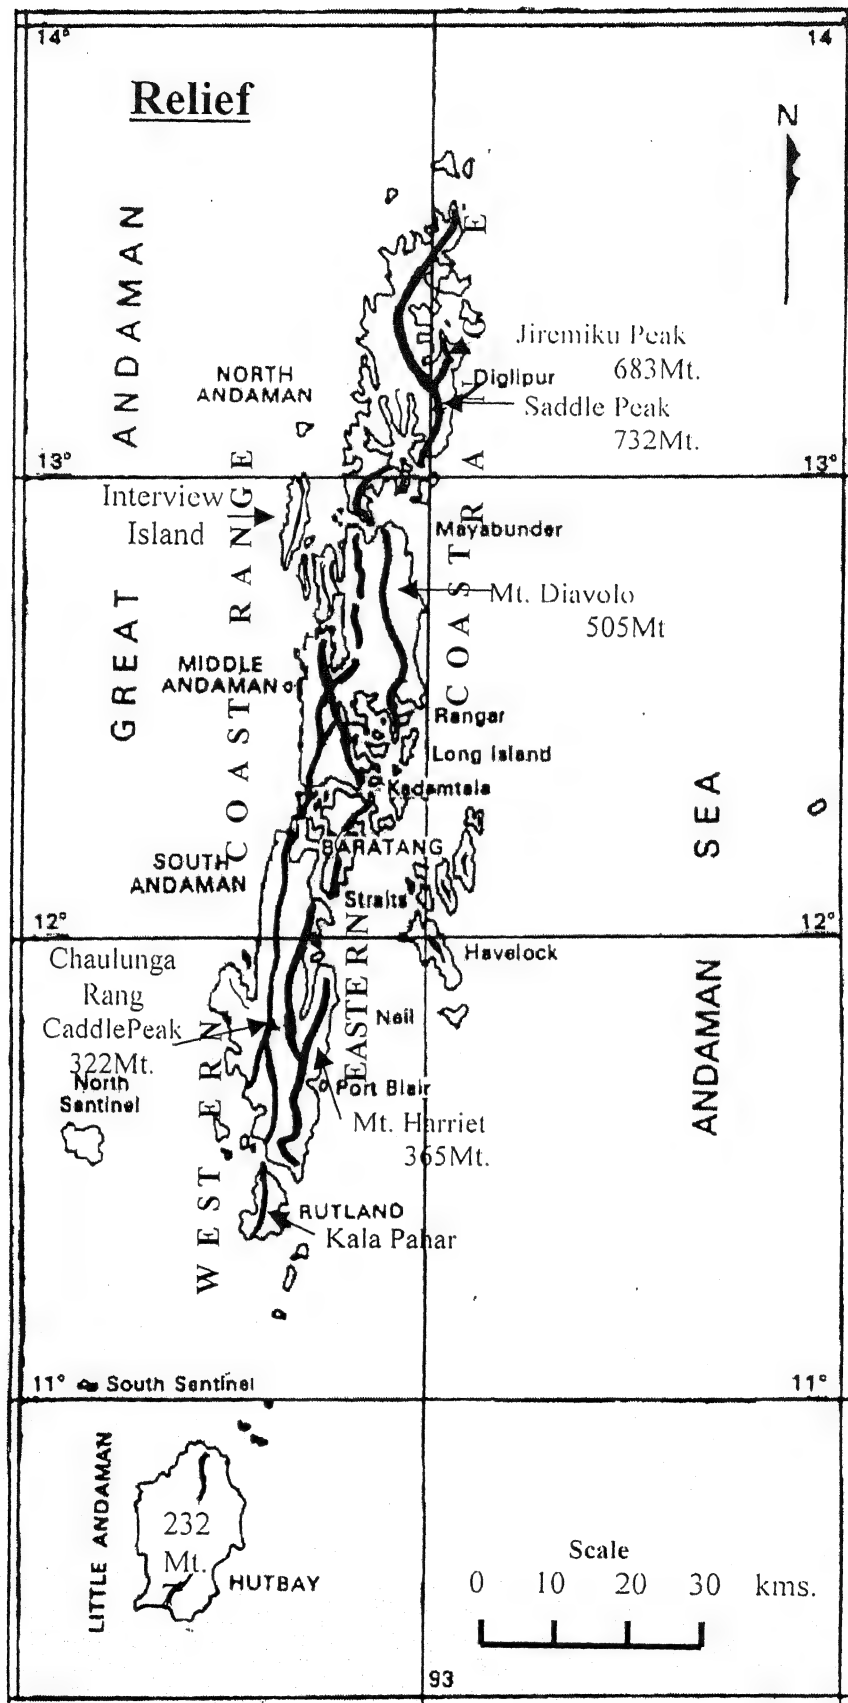 14°
14
Relief
N
GREAT ANDAMAN
Jiremiku Peak
683Mt.
NORTH
ANDAMAN
Diglipur
Saddle Peak
732Mt.
13°
13°
Interview
Island
Mayabunder
Mt. Diavolo
505Mt
MIDDLE
ANDAMAN
Rangar
Long Island
Kadamtala
BARATANG
SOUTH
ANDAMAN
Straits
12°
12°
Havelock
Chaulunga
Rang
CaddlePeak
322Mt.
Neil
North
Sentinel
Port Blair
Mt. Harriet
365Mt.
RUTLAND
Kala Pahar
WESTERN COAST RANGE
EASTERN COASTRAL GE
ANDAMAN SEA
11°
South Sentinel
11°
LITTLE ANDAMAN
232
Mt.
HUTBAY
Scale
0 10 20 30 kms.
93